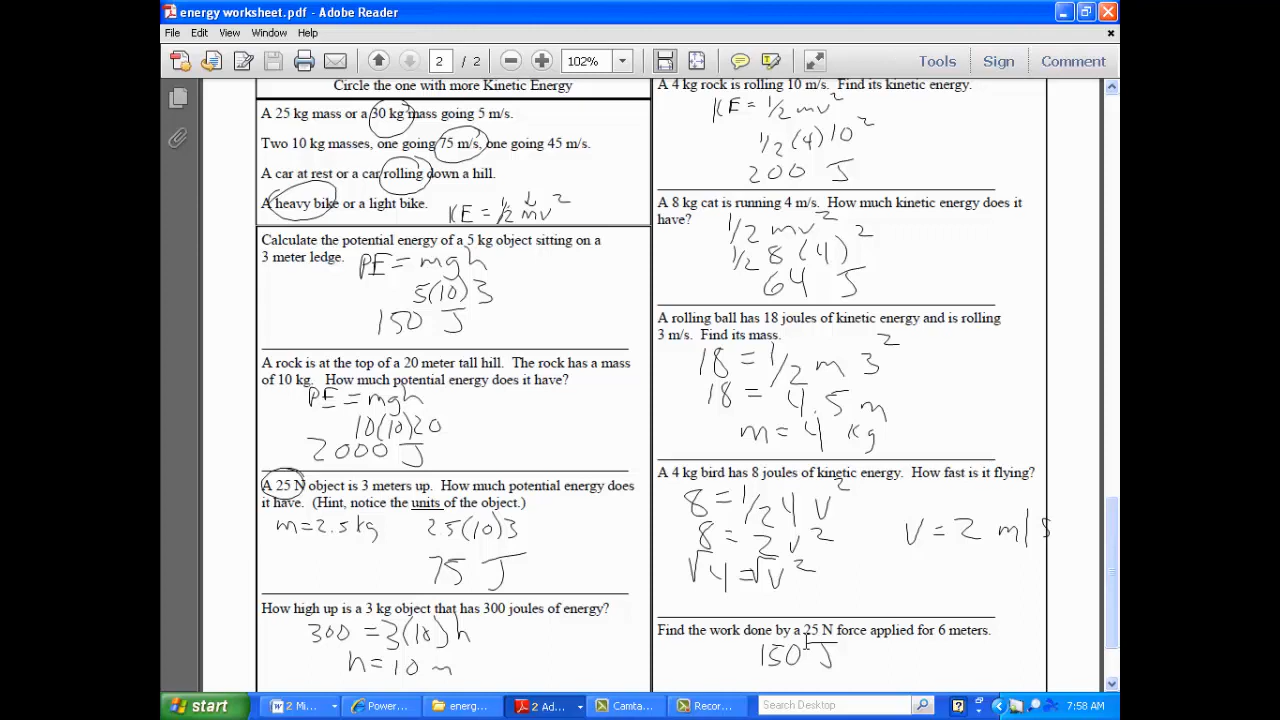 energy worksheet.pdf - Adobe Reader
File Edit View Window Help
2 / 2 102% Tools Sign Comment
Circle the one with more Kinetic Energy
A 25 kg mass or a 30 kg mass going 5 m/s.
Two 10 kg masses, one going 75 m/s, one going 45 m/s.
A car at rest or a car rolling down a hill.
A heavy bike or a light bike.
KE = 1/2 mv²
Calculate the potential energy of a 5 kg object sitting on a
3 meter ledge.
PE = mgh
5(10)3
150 J
A rock is at the top of a 20 meter tall hill. The rock has a mass
of 10 kg. How much potential energy does it have?
PE = mgh
10(10)20
2000 J
A 25 N object is 3 meters up. How much potential energy does
it have. (Hint, notice the units of the object.)
m = 2.5 kg 2.5(10)3
75 J
How high up is a 3 kg object that has 300 joules of energy?
300 = 3(10)h
h = 10 m
A 4 kg rock is rolling 10 m/s. Find its kinetic energy.
KE = 1/2 mv²
1/2 (4) 10²
200 J
A 8 kg cat is running 4 m/s. How much kinetic energy does it
have?
1/2 mv²
1/2 8 (4)²
64 J
A rolling ball has 18 joules of kinetic energy and is rolling
3 m/s. Find its mass.
18 = 1/2 m 3²
18 = 4.5 m
m = 4 kg
A 4 kg bird has 8 joules of kinetic energy. How fast is it flying?
8 = 1/2 4 v²
8 = 2 v²
√4 = √v²
v = 2 m/s
Find the work done by a 25 N force applied for 6 meters.
150 J
start 2 Mi... Power... energ... 2 Ad... Camta... Recor... Search Desktop 7:58 AM